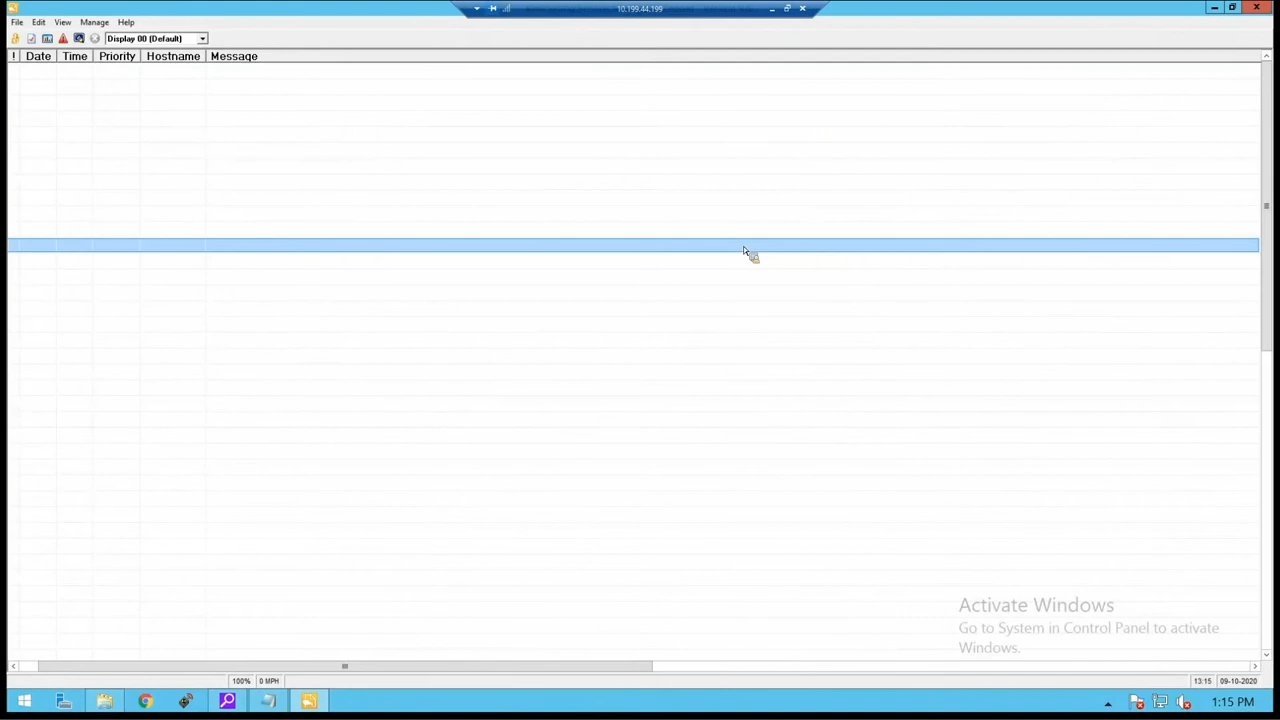 10.199.44.199
File Edit View Manage Help
Display 00 (Default)
! Date Time Priority Hostname Message
Activate Windows
Go to System in Control Panel to activate
Windows.
100% 0 MPH 13:15 09-10-2020
1:15 PM